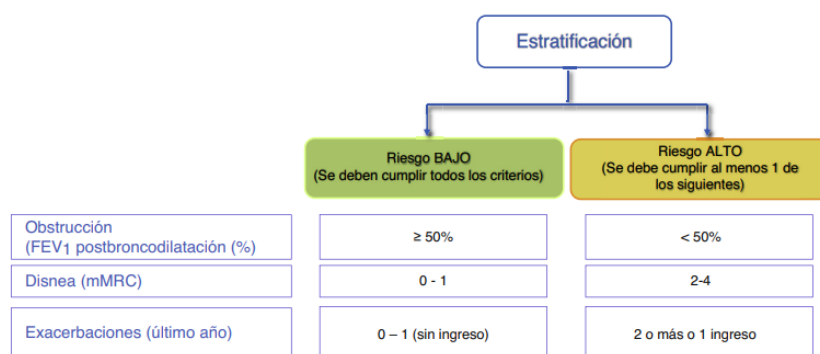 Estratificación
Riesgo BAJO
(Se deben cumplir todos los criterios)
Riesgo ALTO
(Se debe cumplir al menos 1 de
los siguientes)
Obstrucción
(FEV1 postbroncodilatación (%)
≥ 50%
< 50%
Disnea (mMRC)
0 - 1
2-4
Exacerbaciones (último año)
0 – 1 (sin ingreso)
2 o más o 1 ingreso